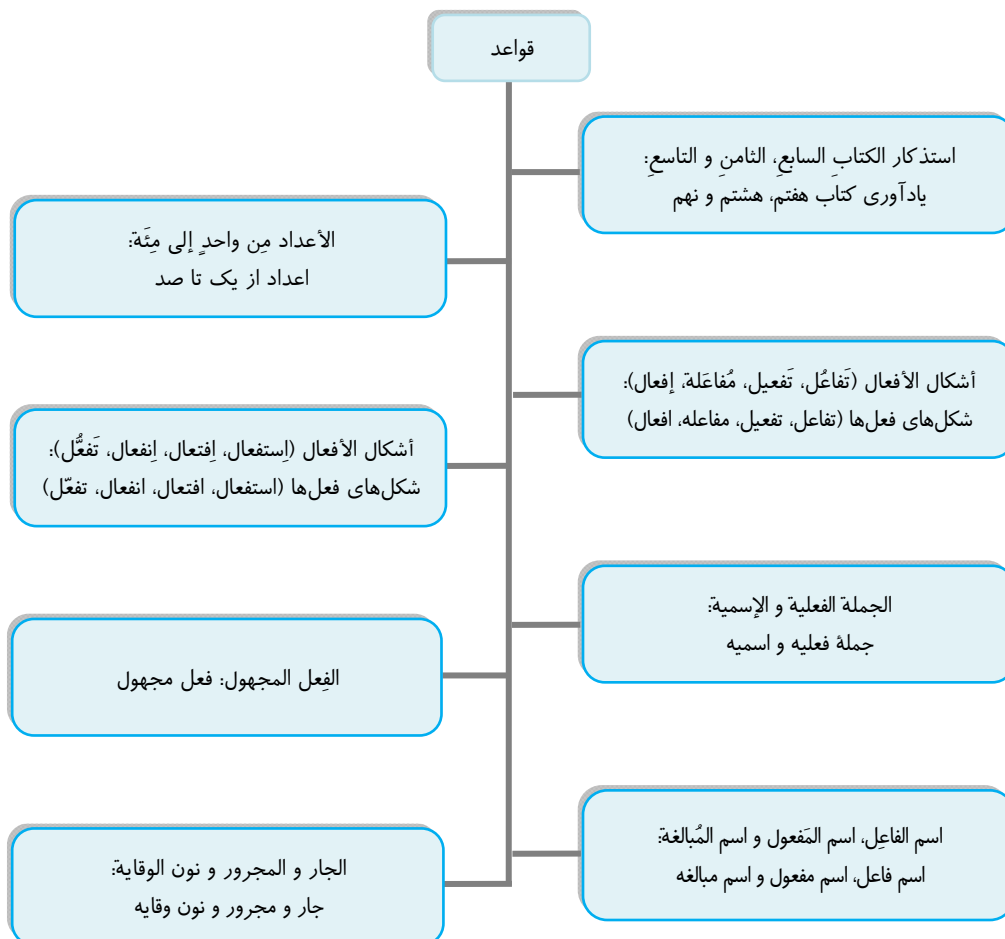 قواعد
استذکار الکتابِ السابعِ، الثامنِ و التاسعِ:
یادآوری کتاب هفتم، هشتم و نهم
الأعداد مِن واحدٍ إلی مِئَة:
اعداد از یک تا صد
أشکال الأفعال (تَفاعُل، تَفعیل، مُفاعَلة، إفعال):
شکل‌های فعل‌ها (تفاعل، تفعیل، مفاعله، افعال)
أشکال الأفعال (اِستفعال، اِفتعال، اِنفعال، تَفعُّل):
شکل‌های فعل‌ها (استفعال، افتعال، انفعال، تفعّل)
الجملة الفعلیة و الإسمیة:
جملهٔ فعلیه و اسمیه
الفِعل المجهول: فعل مجهول
اسم الفاعِل، اسم المَفعول و اسم المُبالغة:
اسم فاعل، اسم مفعول و اسم مبالغه
الجار و المجرور و نون الوقایة:
جار و مجرور و نون وقایه